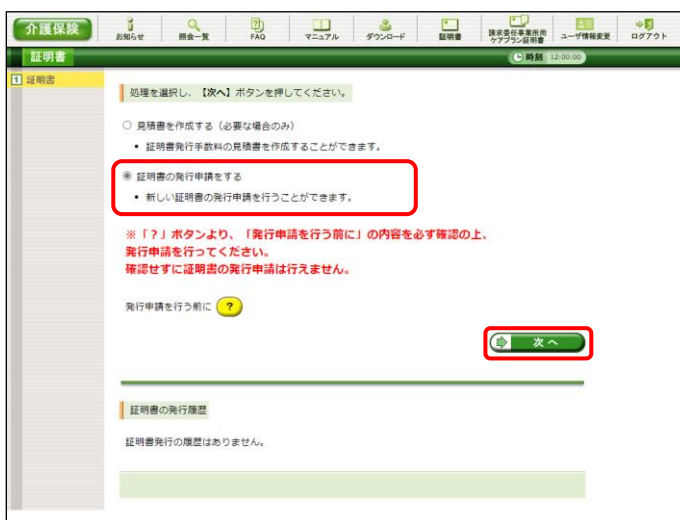 介護保険
お知らせ
照会一覧
FAQ
マニュアル
ダウンロード
証明書
請求委任事業所用
ケアプラン証明書
ユーザ情報変更
ログアウト
証明書
時刻 12:00:00
1 証明書
処理を選択し、【次へ】ボタンを押してください。
見積書を作成する（必要な場合のみ）
• 証明書発行手数料の見積書を作成することができます。
証明書の発行申請をする
• 新しい証明書の発行申請を行うことができます。
※「？」ボタンより、「発行申請を行う前に」の内容を必ず確認の上、
発行申請を行ってください。
確認せずに証明書の発行申請は行えません。
発行申請を行う前に ?
次へ
証明書の発行履歴
証明書発行の履歴はありません。